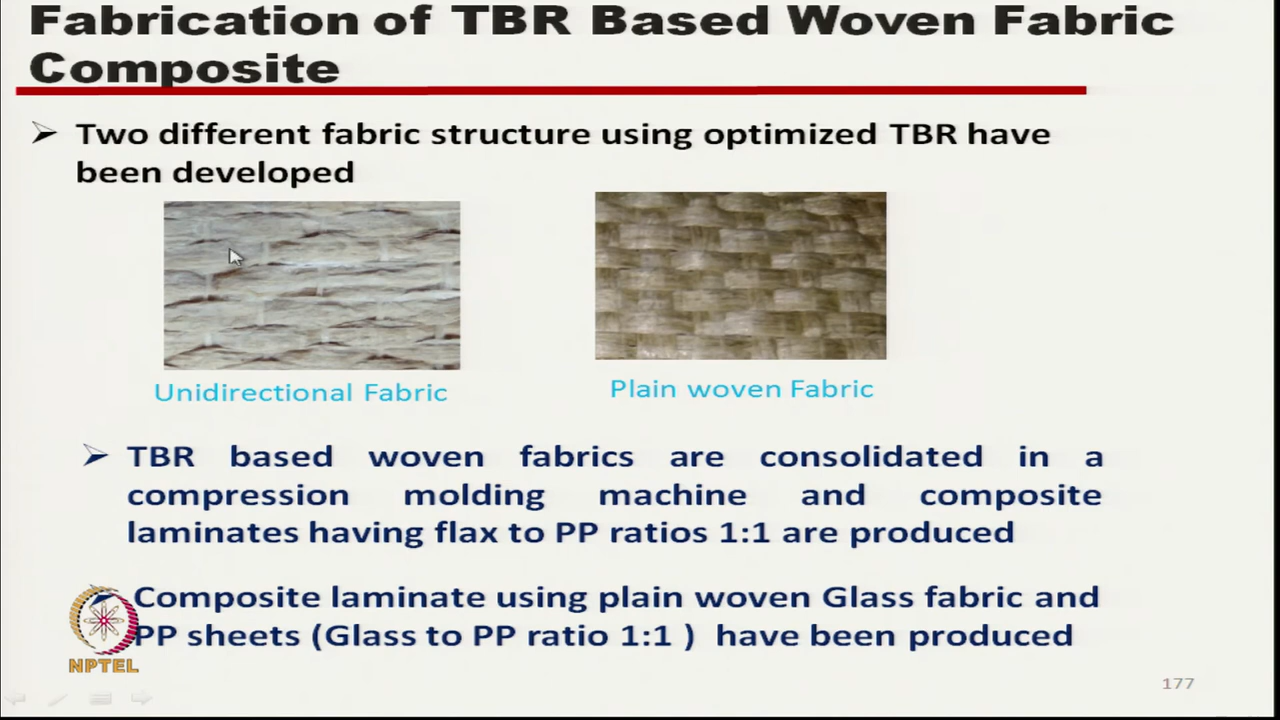 Fabrication of TBR Based Woven Fabric
Composite
Two different fabric structure using optimized TBR have
been developed
Unidirectional Fabric
Plain woven Fabric
TBR based woven fabrics are consolidated in a
compression molding machine and composite
laminates having flax to PP ratios 1:1 are produced
Composite laminate using plain woven Glass fabric and
PP sheets (Glass to PP ratio 1:1 ) have been produced
NPTEL
177